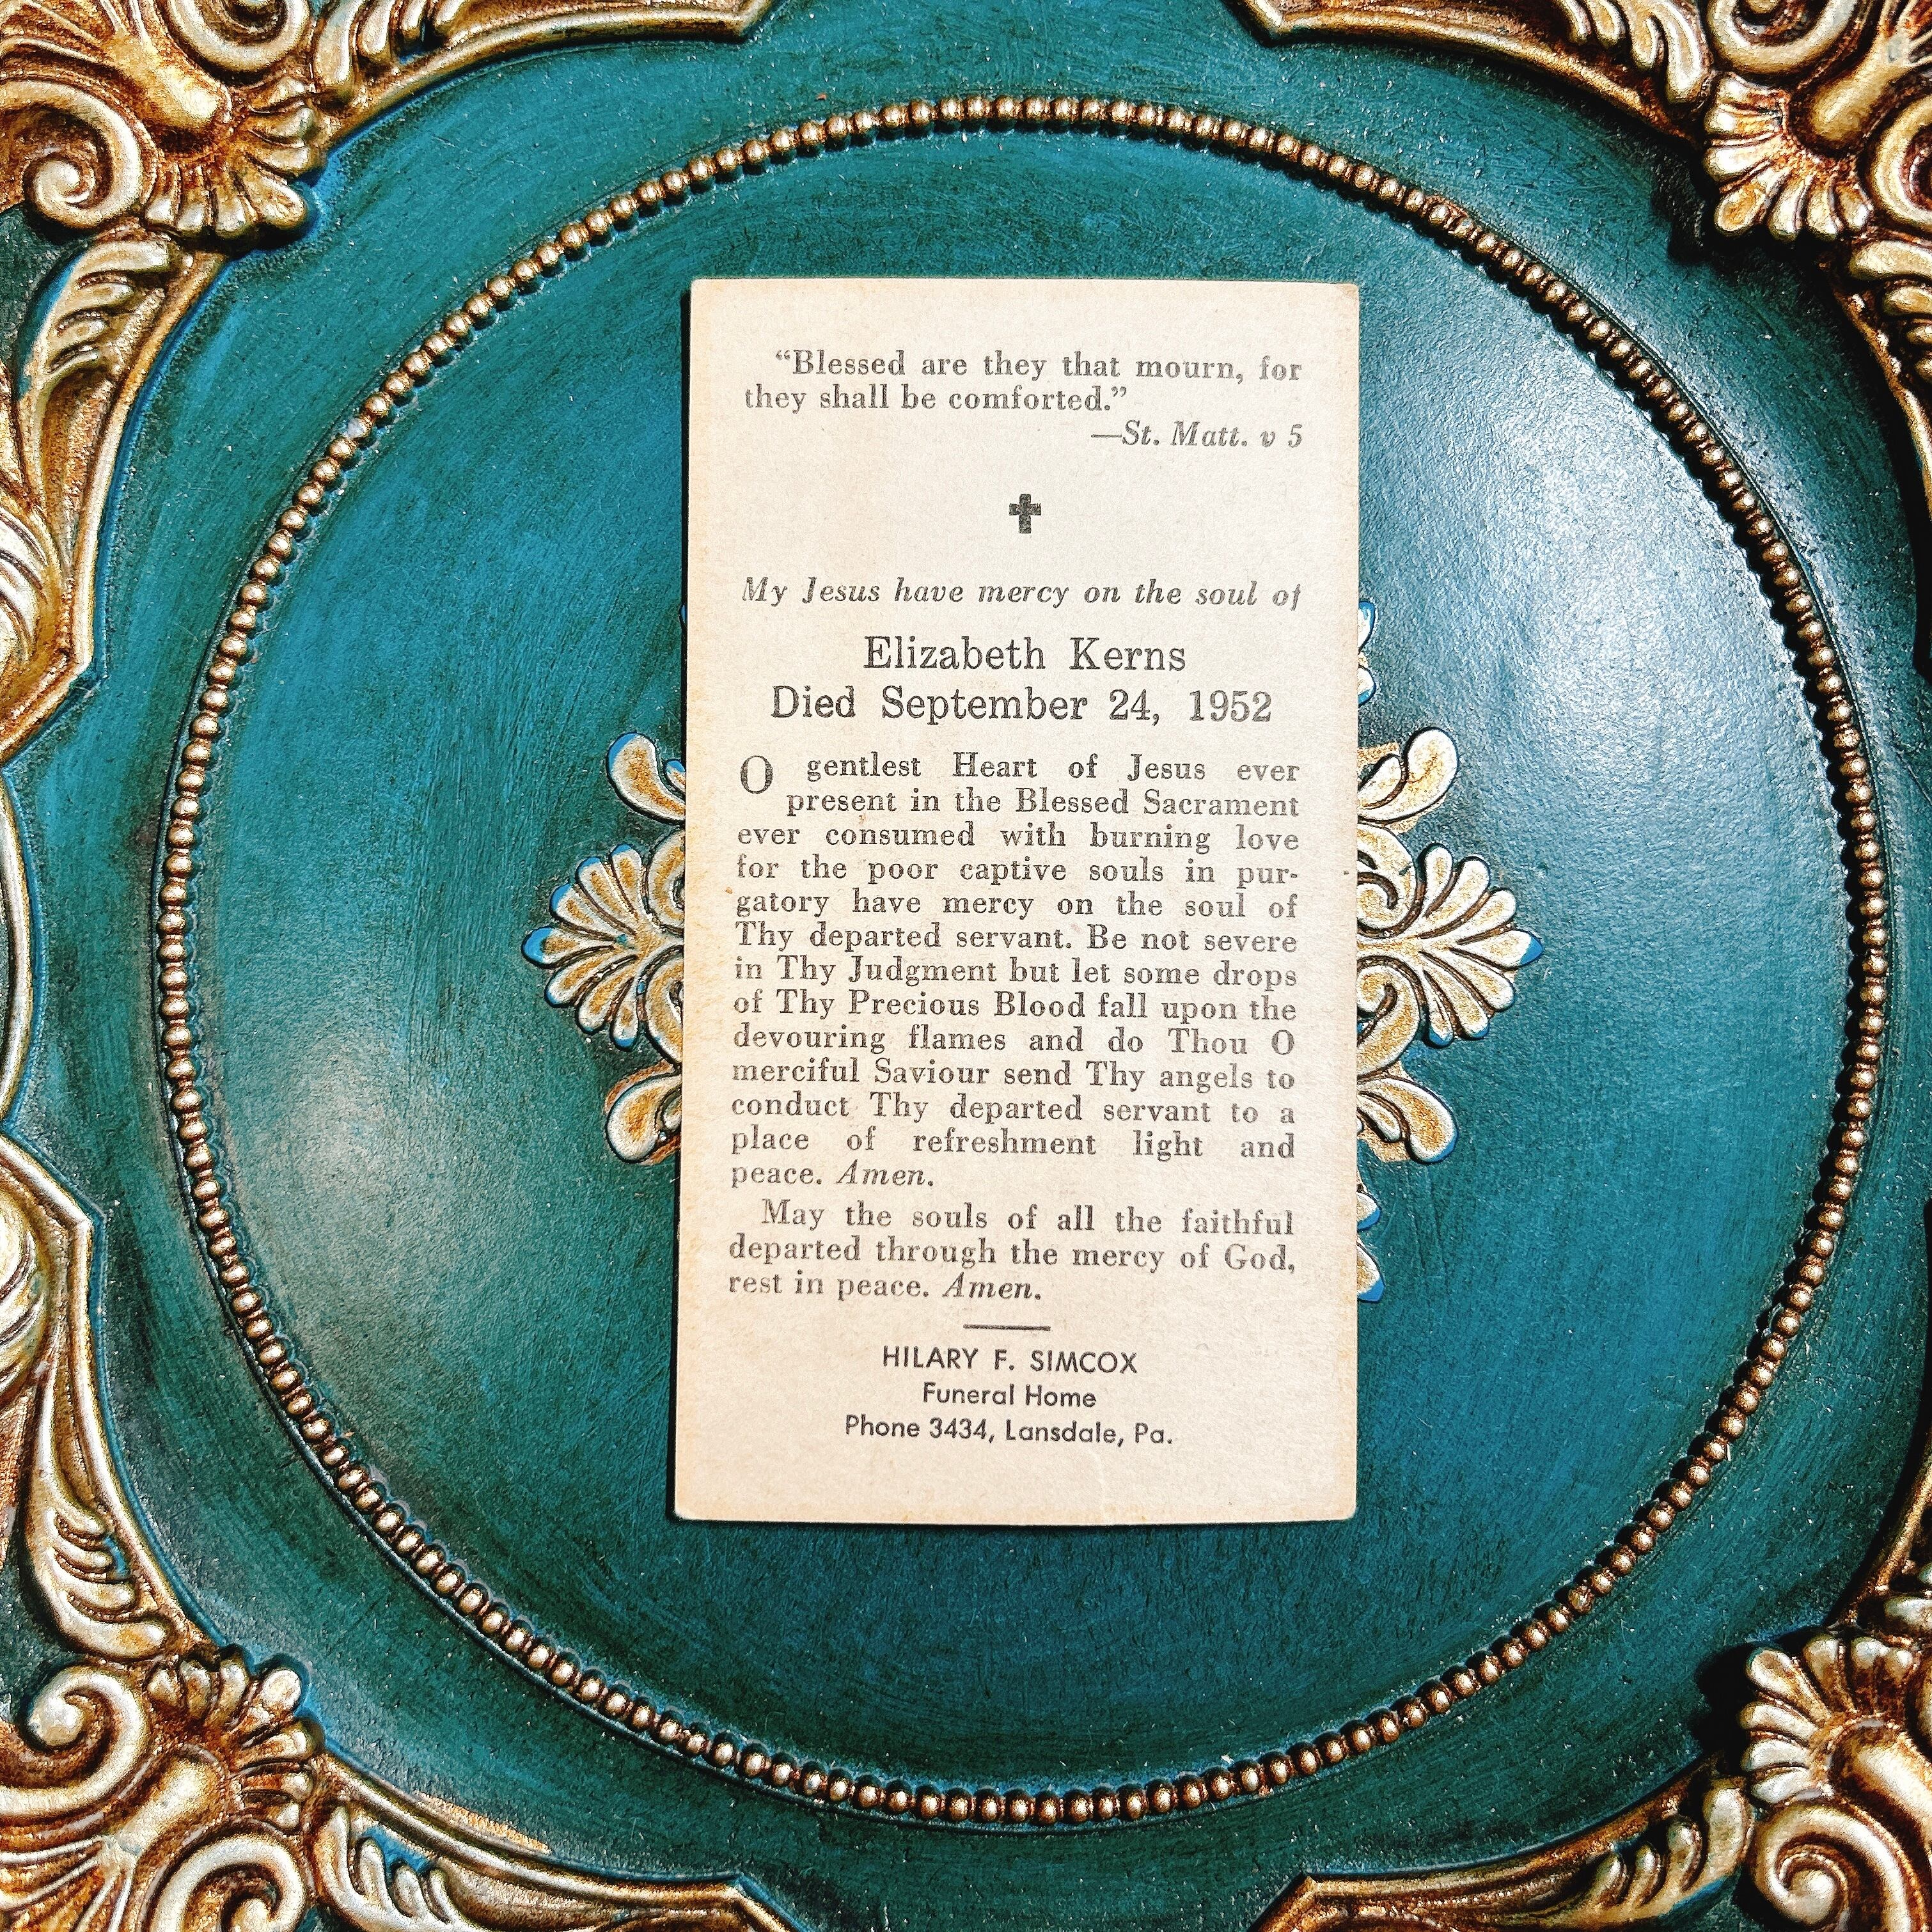 “Blessed are they that mourn, for
they shall be comforted.”
—St. Matt. v 5
My Jesus have mercy on the soul of
Elizabeth Kerns
Died September 24, 1952
O gentlest Heart of Jesus ever
present in the Blessed Sacrament
ever consumed with burning love
for the poor captive souls in pur-
gatory have mercy on the soul of
Thy departed servant. Be not severe
in Thy Judgment but let some drops
of Thy Precious Blood fall upon the
devouring flames and do Thou O
merciful Saviour send Thy angels to
conduct Thy departed servant to a
place of refreshment light and
peace. Amen.
May the souls of all the faithful
departed through the mercy of God,
rest in peace. Amen.
HILARY F. SIMCOX
Funeral Home
Phone 3434, Lansdale, Pa.